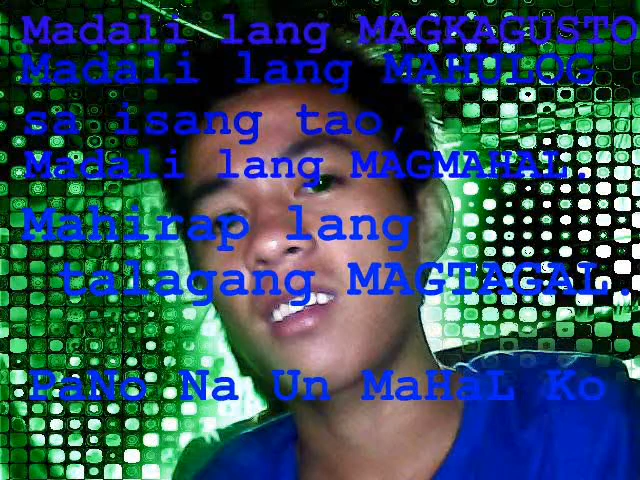 Madali lang MAGKAGUSTO
Madali lang MAHULOG
sa isang tao,
Madali lang MAGMAHAL.
Mahirap lang
talagang MAGTAGAL.
PaNo Na Un MaHaL Ko